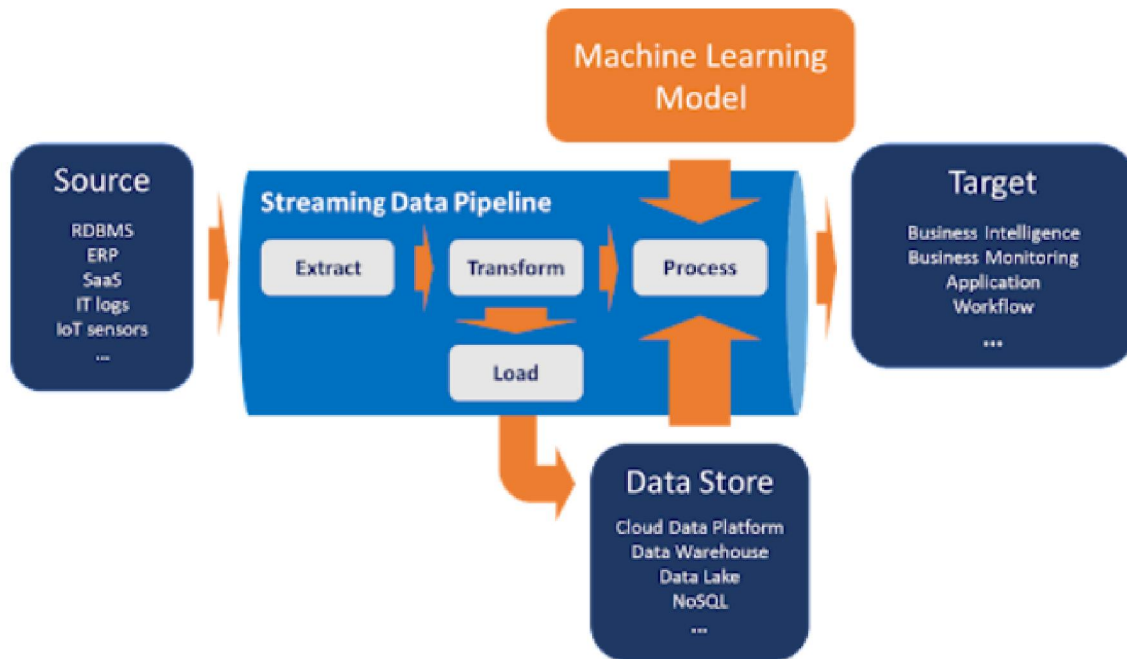 Machine Learning
Model
Source
RDBMS
ERP
SaaS
IT logs
IoT sensors
...
Streaming Data Pipeline
Extract
Transform
Process
Load
Target
Business Intelligence
Business Monitoring
Application
Workflow
...
Data Store
Cloud Data Platform
Data Warehouse
Data Lake
NoSQL
...